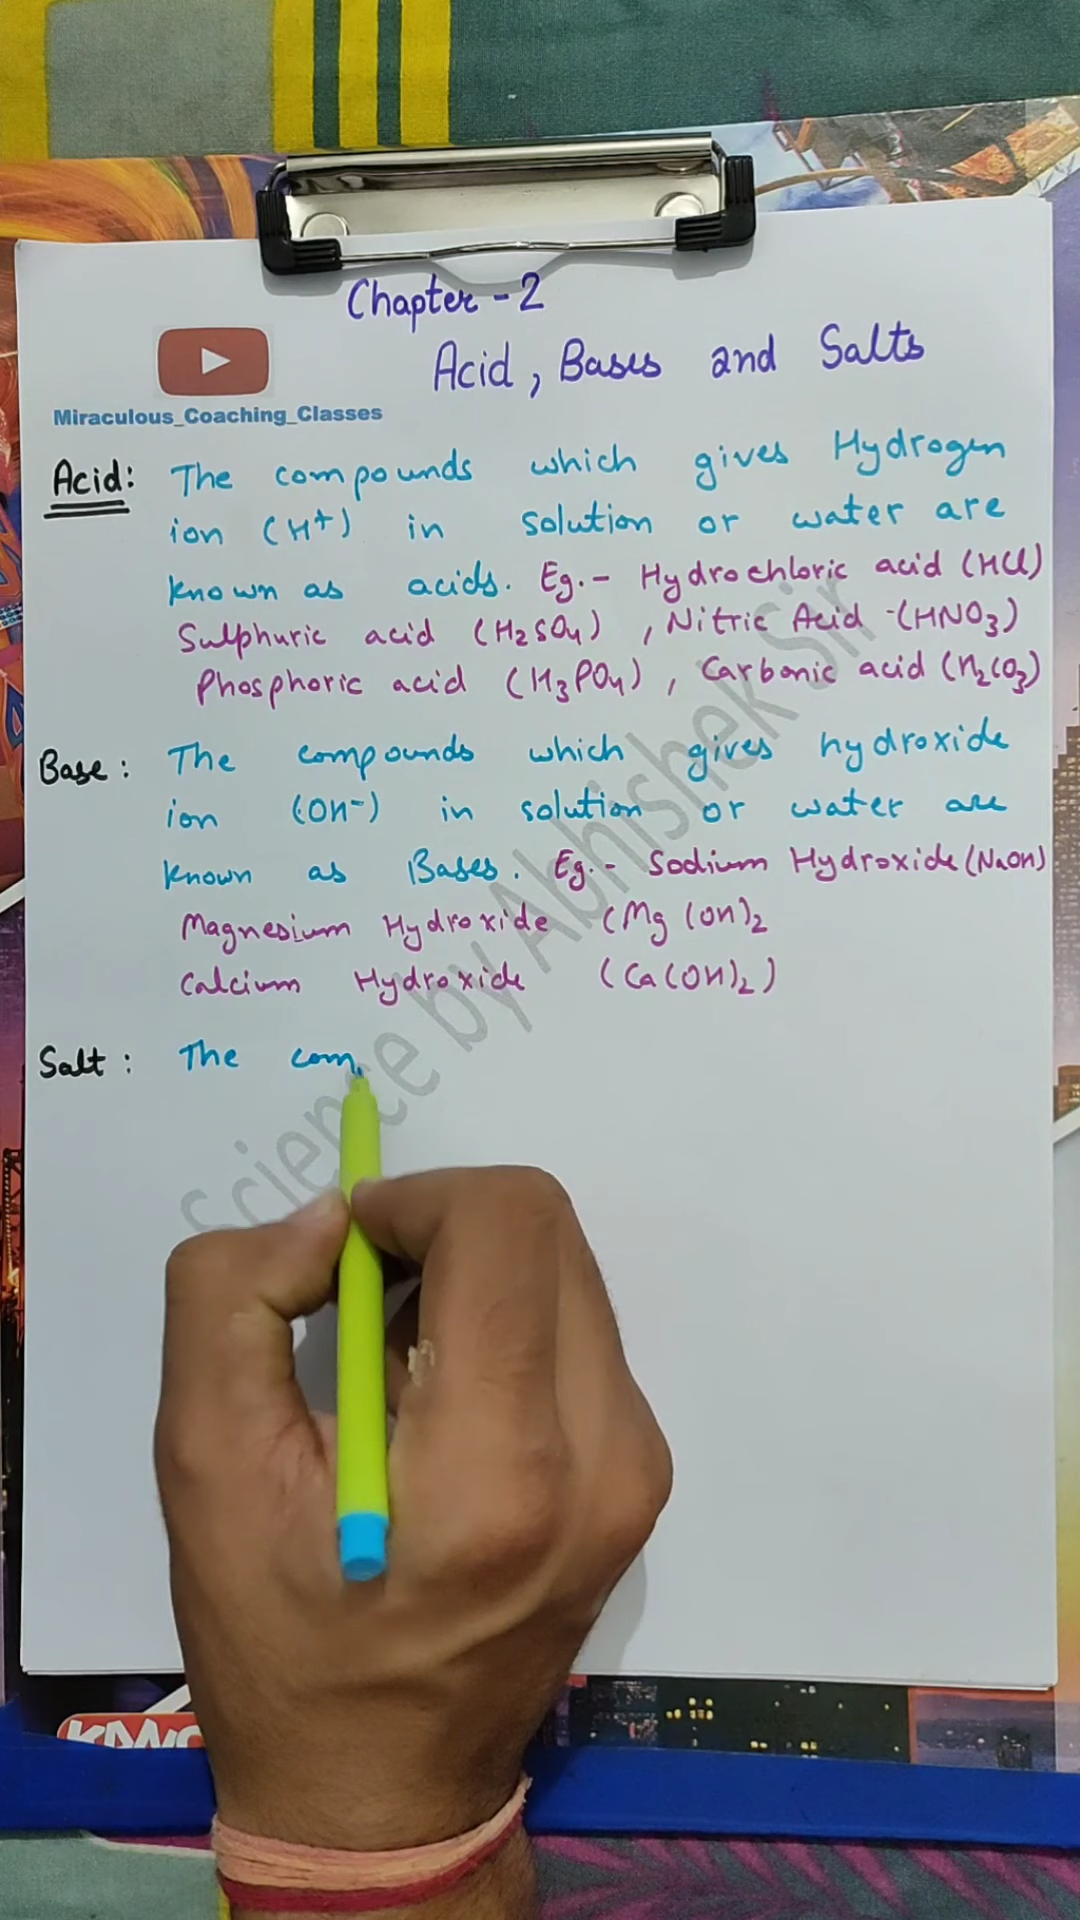 Chapter - 2
Acid, Bases and Salts
Miraculous_Coaching_Classes
Acid: The compounds which gives Hydrogen
ion (H+) in solution or water are
known as acids. Eg.- Hydrochloric acid (HCl)
Sulphuric acid (H2SO4) , Nitric Acid -(HNO3)
Phosphoric acid (H3PO4) , Carbonic acid (H2CO3)
Base: The compounds which gives hydroxide
ion (OH-) in solution or water are
known as Bases. Eg.- Sodium Hydroxide (NaOH)
Magnesium Hydroxide (Mg (OH)2
Calcium Hydroxide (Ca(OH)2)
Salt: The com
Science by Abhishek Sir